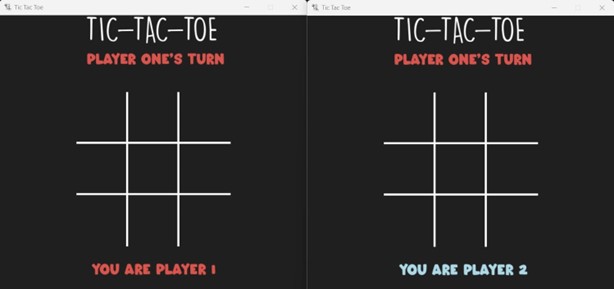 Tic Tac Toe
TIC-TAC-TOE
PLAYER ONE'S TURN
YOU ARE PLAYER 1
Tic Tac Toe
TIC-TAC-TOE
PLAYER ONE'S TURN
YOU ARE PLAYER 2